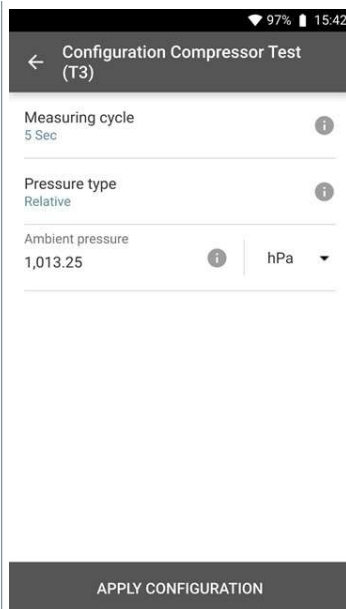 97% 15:42
Configuration Compressor Test
(T3)
Measuring cycle
5 Sec
Pressure type
Relative
Ambient pressure
1,013.25 hPa
APPLY CONFIGURATION